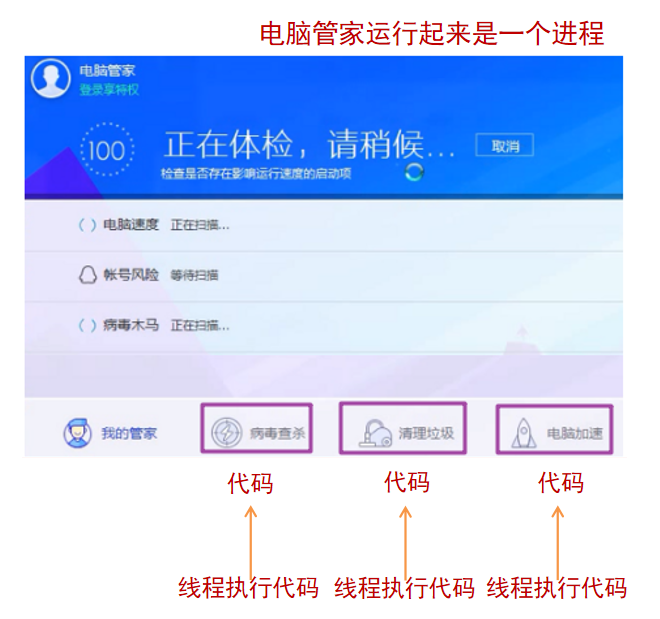 电脑管家运行起来是一个进程
电脑管家
登录享特权
100
正在体检，请稍候...
取消
检查是否存在影响运行速度的启动项
电脑速度 正在扫描...
帐号风险 等待扫描
病毒木马 正在扫描...
我的管家 病毒查杀 清理垃圾 电脑加速
代码 代码 代码
线程执行代码 线程执行代码 线程执行代码